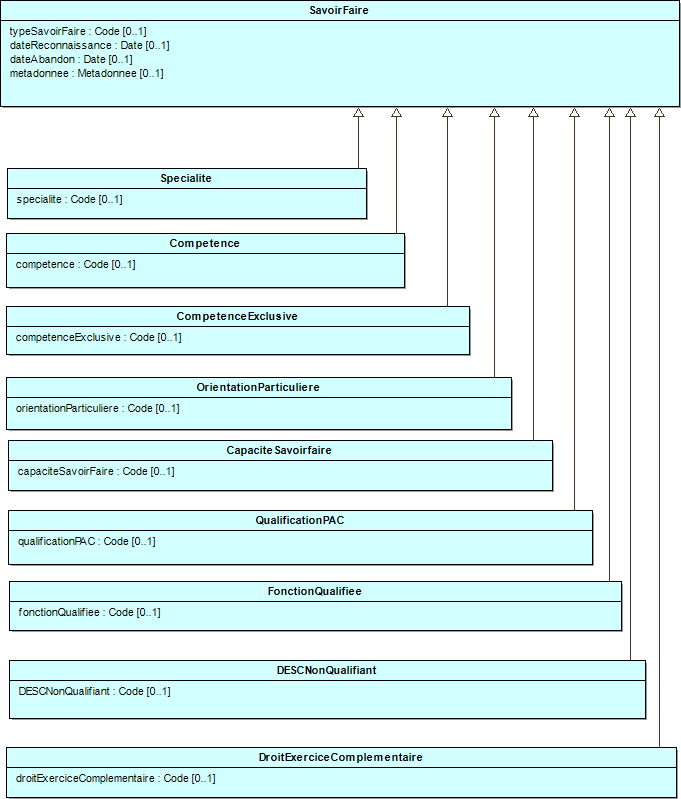 SavoirFaire
typeSavoirFaire : Code [0..1]
dateReconnaissance : Date [0..1]
dateAbandon : Date [0..1]
metadonnee : Metadonnee [0..1]
Specialite
specialite : Code [0..1]
Competence
competence : Code [0..1]
CompetenceExclusive
competenceExclusive : Code [0..1]
OrientationParticuliere
orientationParticuliere : Code [0..1]
CapaciteSavoirfaire
capaciteSavoirFaire : Code [0..1]
QualificationPAC
qualificationPAC : Code [0..1]
FonctionQualifiee
fonctionQualifiee : Code [0..1]
DESCNonQualifiant
DESCNonQualifiant : Code [0..1]
DroitExerciceComplementaire
droitExerciceComplementaire : Code [0..1]